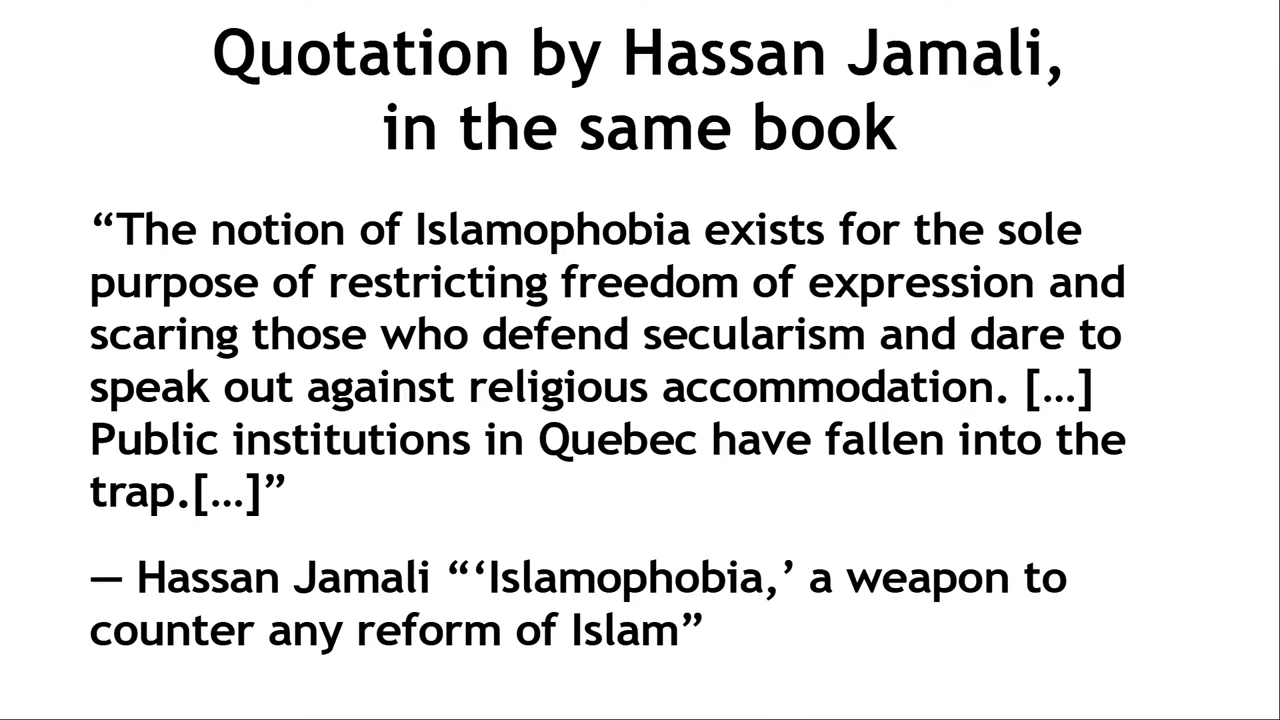 Quotation by Hassan Jamali,
in the same book
“The notion of Islamophobia exists for the sole
purpose of restricting freedom of expression and
scaring those who defend secularism and dare to
speak out against religious accommodation. […]
Public institutions in Quebec have fallen into the
trap.[…]”
— Hassan Jamali “‘Islamophobia,’ a weapon to
counter any reform of Islam”